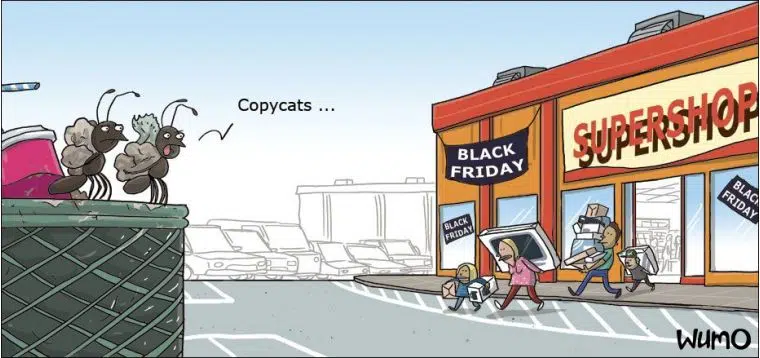 Copycats ...
BLACK
FRIDAY
SUPERSHOP
BLACK
FRIDAY
BLACK
FRIDAY
WUMO